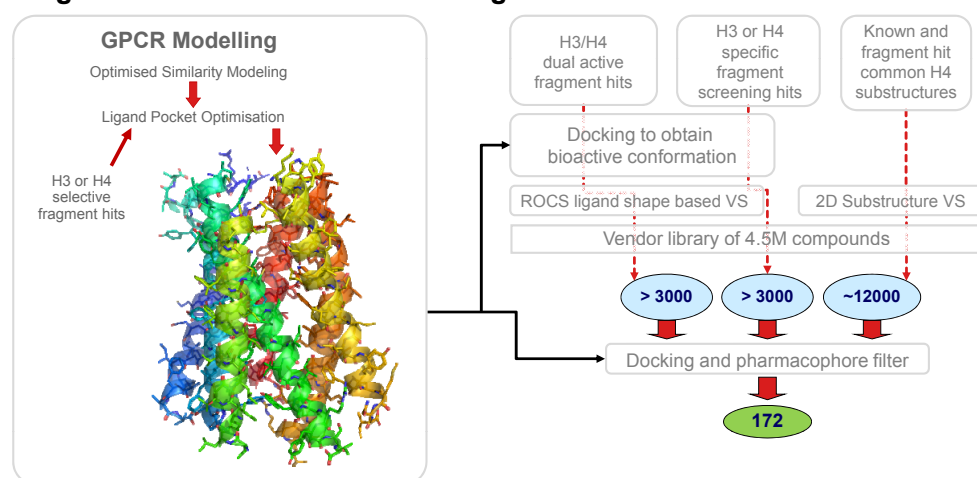 GPCR Modelling
Optimised Similarity Modeling
Ligand Pocket Optimisation
H3 or H4
selective
fragment hits
H3/H4
dual active
fragment hits
H3 or H4
specific
fragment
screening hits
Known and
fragment hit
common H4
substructures
Docking to obtain
bioactive conformation
ROCS ligand shape based VS
2D Substructure VS
Vendor library of 4.5M compounds
> 3000
> 3000
~12000
Docking and pharmacophore filter
172